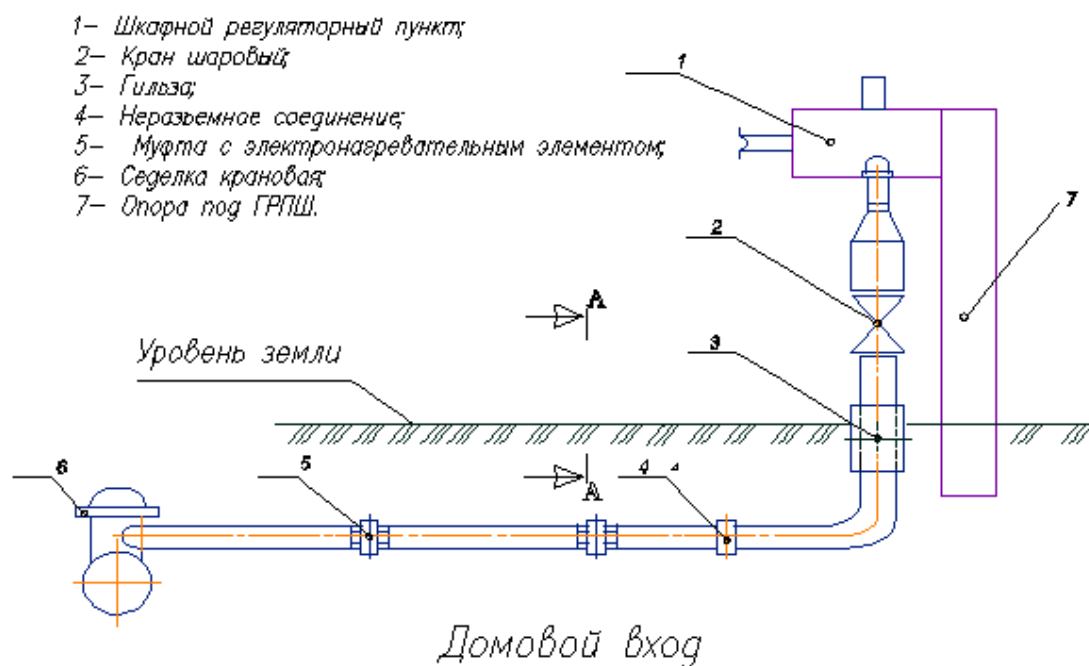 1– Шкафной регуляторный пункт;
2– Кран шаровый;
3– Гильза;
4– Неразъемное соединение;
5– Муфта с электронагревательным элементом;
6– Седелка крановая;
7– Опора под ГРПШ.
1
7
2
А
Уровень земли
3
6
5
А
4
Домовой вход